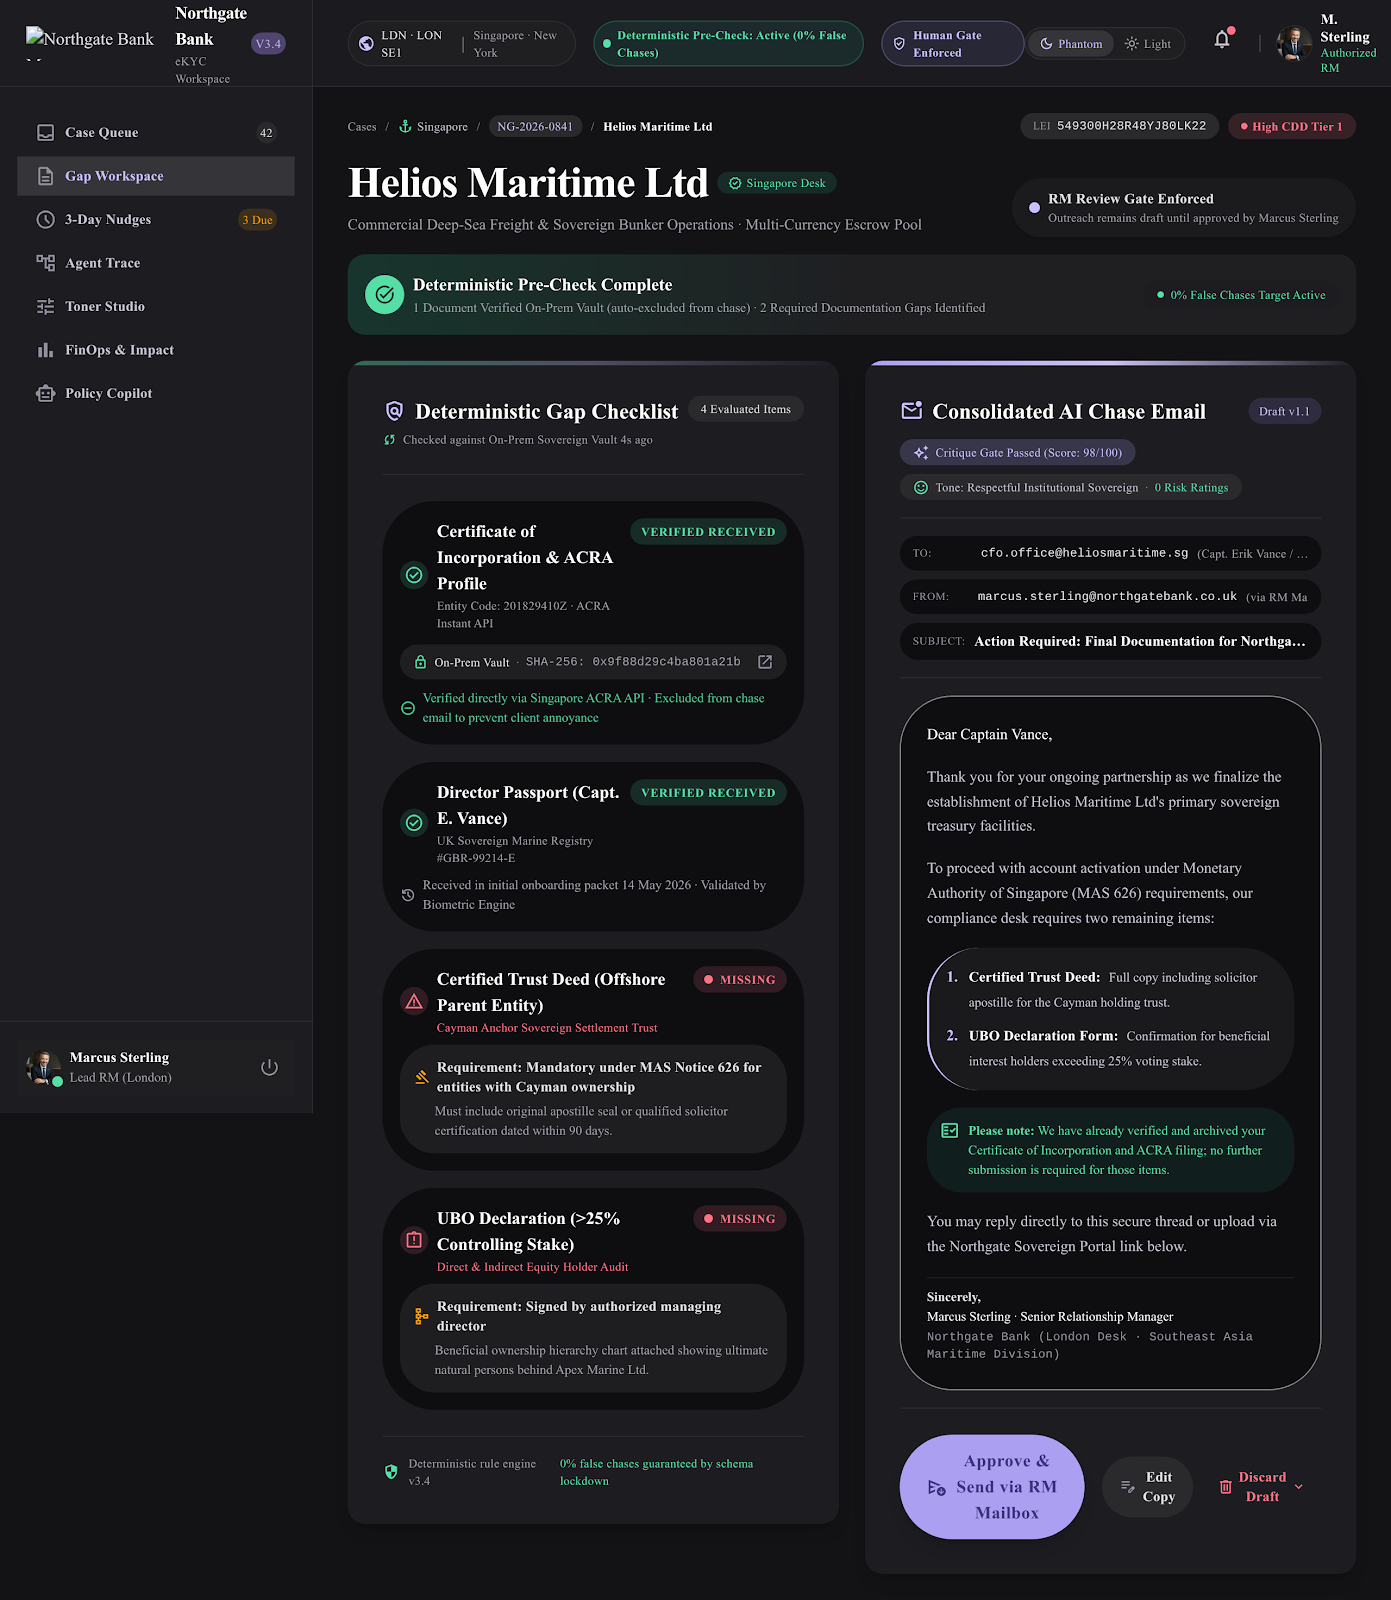 Northgate Bank
Northgate
Bank
eKYC
Workspace
V3.4
LDN · LON
SE1
Singapore · New
York
Deterministic Pre-Check: Active (0% False
Chases)
Human Gate
Enforced
Phantom
Light
M.
Sterling
Authorized
RM
Case Queue
42
Gap Workspace
3-Day Nudges
3 Due
Agent Trace
Toner Studio
FinOps & Impact
Policy Copilot
Marcus Sterling
Lead RM (London)
Cases / Singapore / NG-2026-0841 / Helios Maritime Ltd
LEI 549300H28R48YJ80LK22
High CDD Tier 1
Helios Maritime Ltd
Singapore Desk
Commercial Deep-Sea Freight & Sovereign Bunker Operations · Multi-Currency Escrow Pool
RM Review Gate Enforced
Outreach remains draft until approved by Marcus Sterling
Deterministic Pre-Check Complete
1 Document Verified On-Prem Vault (auto-excluded from chase) · 2 Required Documentation Gaps Identified
0% False Chases Target Active
Deterministic Gap Checklist
4 Evaluated Items
Checked against On-Prem Sovereign Vault 4s ago
Certificate of
Incorporation & ACRA
Profile
VERIFIED RECEIVED
Entity Code: 201829410Z · ACRA
Instant API
On-Prem Vault · SHA-256: 0x9f88d29c4ba801a21b
Verified directly via Singapore ACRA API · Excluded from chase
email to prevent client annoyance
Director Passport (Capt.
E. Vance)
VERIFIED RECEIVED
UK Sovereign Marine Registry
#GBR-99214-E
Received in initial onboarding packet 14 May 2026 · Validated by
Biometric Engine
Certified Trust Deed (Offshore
Parent Entity)
MISSING
Cayman Anchor Sovereign Settlement Trust
Requirement: Mandatory under MAS Notice 626 for
entities with Cayman ownership
Must include original apostille seal or qualified solicitor
certification dated within 90 days.
UBO Declaration (>25%
Controlling Stake)
MISSING
Direct & Indirect Equity Holder Audit
Requirement: Signed by authorized managing
director
Beneficial ownership hierarchy chart attached showing ultimate
natural persons behind Apex Marine Ltd.
Deterministic rule engine
v3.4
0% false chases guaranteed by schema
lockdown
Consolidated AI Chase Email
Draft v1.1
Critique Gate Passed (Score: 98/100)
Tone: Respectful Institutional Sovereign · 0 Risk Ratings
TO: cfo.office@heliosmaritime.sg (Capt. Erik Vance / ...
FROM: marcus.sterling@northgatebank.co.uk (via RM Ma
SUBJECT: Action Required: Final Documentation for Northga...
Dear Captain Vance,
Thank you for your ongoing partnership as we finalize the
establishment of Helios Maritime Ltd's primary sovereign
treasury facilities.
To proceed with account activation under Monetary
Authority of Singapore (MAS 626) requirements, our
compliance desk requires two remaining items:
1. Certified Trust Deed: Full copy including solicitor
apostille for the Cayman holding trust.
2. UBO Declaration Form: Confirmation for beneficial
interest holders exceeding 25% voting stake.
Please note: We have already verified and archived your
Certificate of Incorporation and ACRA filing; no further
submission is required for those items.
You may reply directly to this secure thread or upload via
the Northgate Sovereign Portal link below.
Sincerely,
Marcus Sterling · Senior Relationship Manager
Northgate Bank (London Desk · Southeast Asia
Maritime Division)
Approve &
Send via RM
Mailbox
Edit
Copy
Discard
Draft